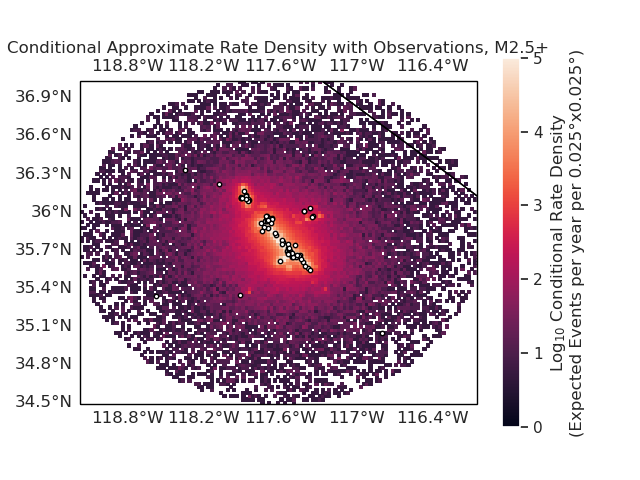 Conditional Approximate Rate Density with Observations, M2.5+
118.8°W 118.2°W 117.6°W 117°W 116.4°W
36.9°N
36.6°N
36.3°N
36°N
35.7°N
35.4°N
35.1°N
34.8°N
34.5°N
118.8°W 118.2°W 117.6°W 117°W 116.4°W
5
4
3
2
1
0
Log₁₀ Conditional Rate Density
(Expected Events per year per 0.025°x0.025°)